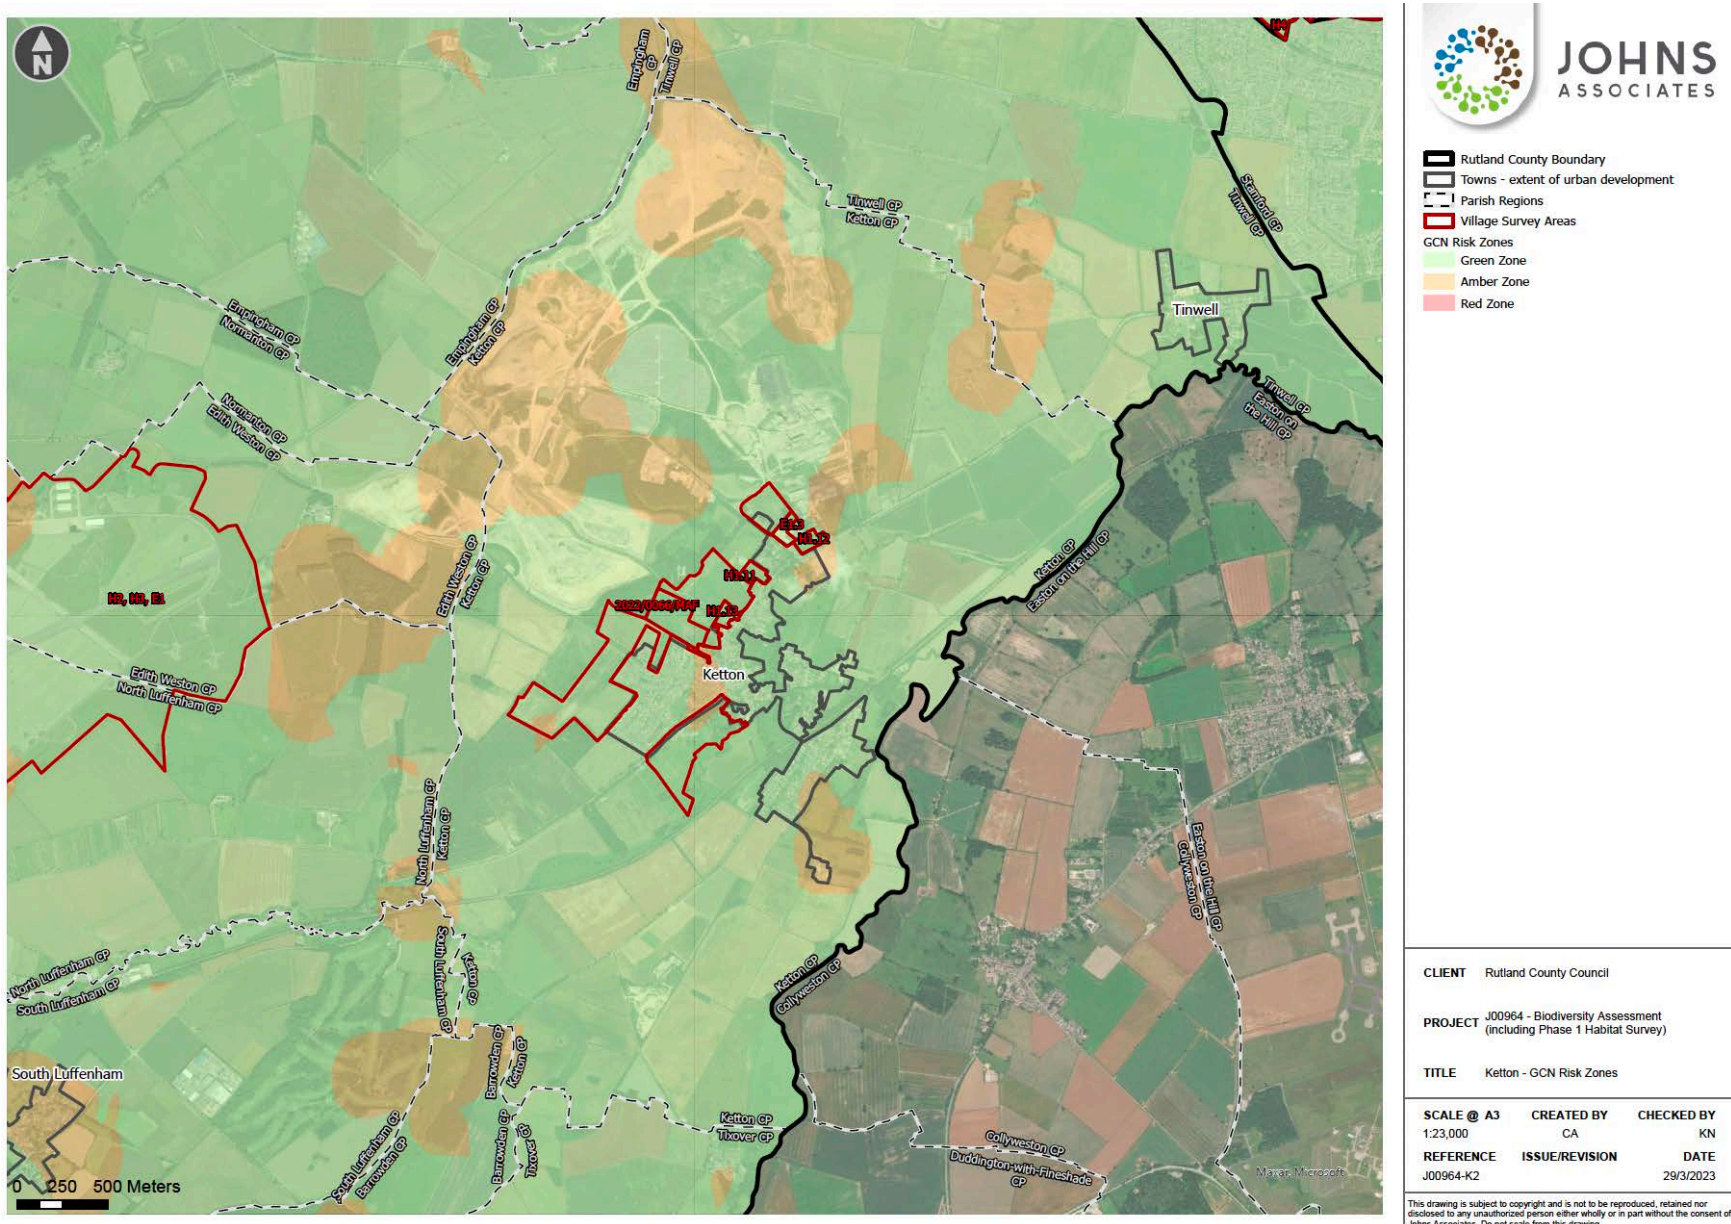 N
H4
Empingham CP
Tinwell CP
Tinwell CP
Ketton CP
Stamford CP
Tinwell CP
Tinwell
Empingham CP
Normanton CP
Empingham CP
Ketton CP
Tinwell CP
Easton on the Hill CP
Normanton CP
Edith Weston CP
E1.3
H1.12
Edith Weston CP
Ketton CP
Ketton CP
Easton on the Hill CP
H1.11
H2, H3, E1
2022/0066/MAF
Edith Weston CP
North Luffenham CP
Ketton
North Luffenham CP
Ketton CP
Easton on the Hill CP
Collyweston CP
North Luffenham CP
South Luffenham CP
South Luffenham CP
Ketton CP
Ketton CP
Collyweston CP
South Luffenham
Barrowden CP
Ketton CP
Ketton CP
Tixover CP
Barrowden CP
Tixover CP
South Luffenham CP
Barrowden CP
Collyweston CP
Duddington-with-Fineshade CP
Maxar, Microsoft
0 250 500 Meters
JOHNS
ASSOCIATES
Rutland County Boundary
Towns - extent of urban development
Parish Regions
Village Survey Areas
GCN Risk Zones
Green Zone
Amber Zone
Red Zone
CLIENT Rutland County Council
PROJECT J00964 - Biodiversity Assessment
(including Phase 1 Habitat Survey)
TITLE Ketton - GCN Risk Zones
SCALE @ A3 CREATED BY CHECKED BY
1:23,000 CA KN
REFERENCE ISSUE/REVISION DATE
J00964-K2 29/3/2023
This drawing is subject to copyright and is not to be reproduced, retained nor
disclosed to any unauthorized person either wholly or in part without the consent of